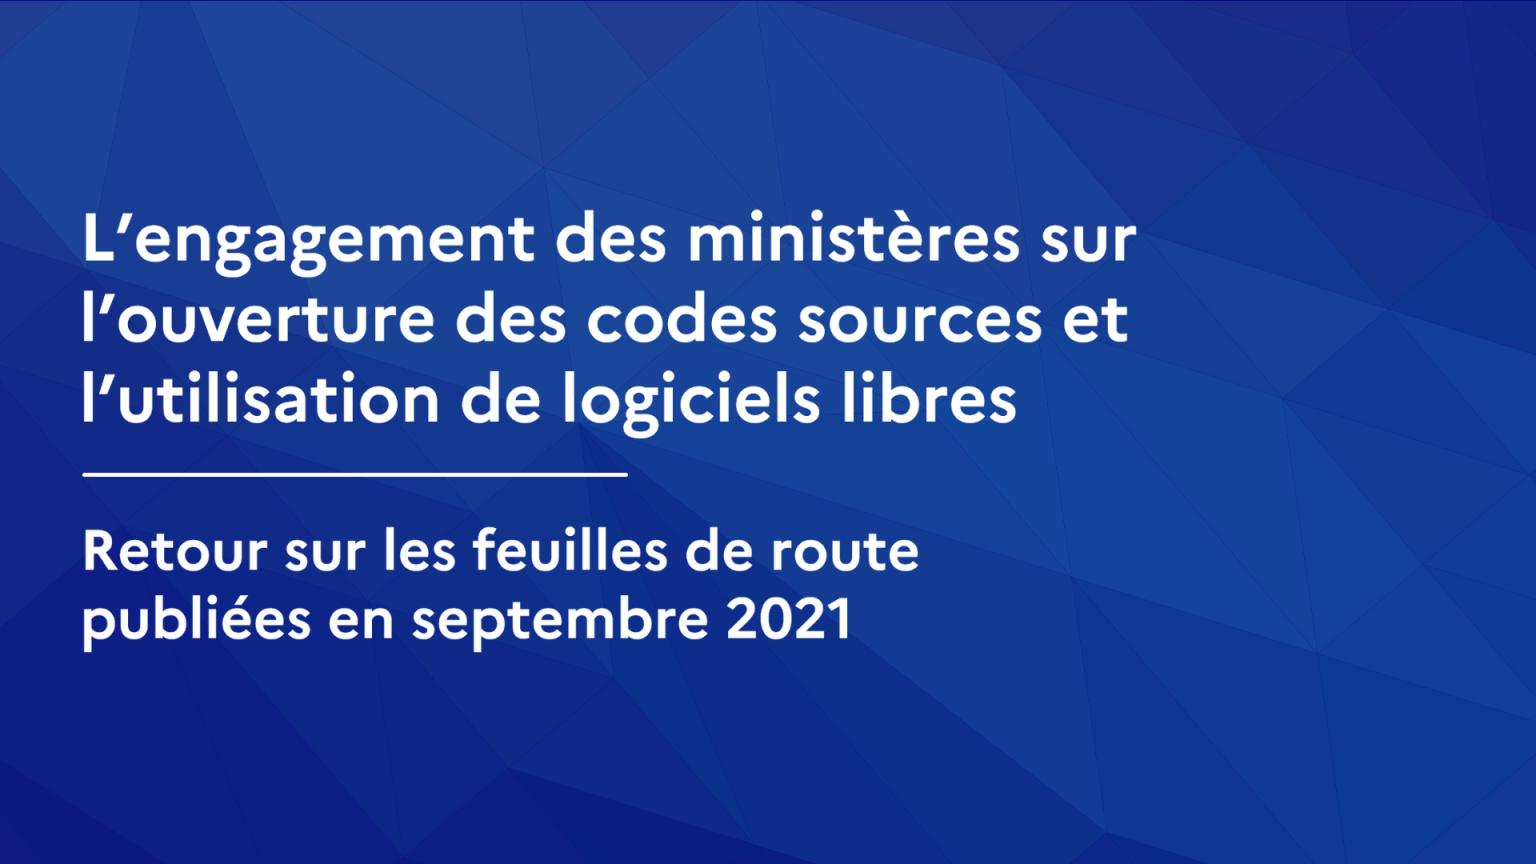 L’engagement des ministères sur
l’ouverture des codes sources et
l’utilisation de logiciels libres
Retour sur les feuilles de route
publiées en septembre 2021